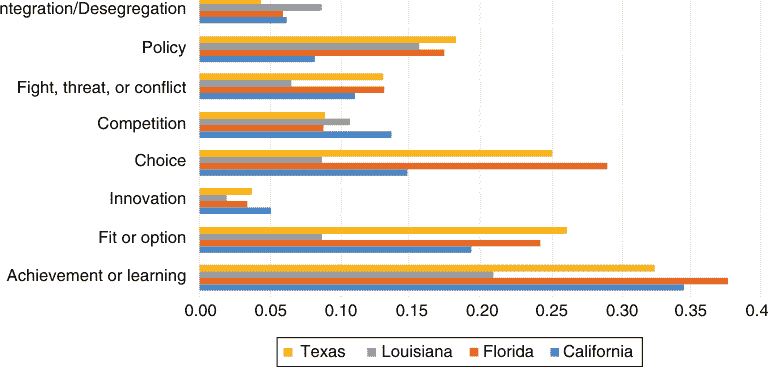 ntegration/Desegregation
Policy
Fight, threat, or conflict
Competition
Choice
Innovation
Fit or option
Achievement or learning
0.00 0.05 0.10 0.15 0.20 0.25 0.30 0.35 0.4
Texas Louisiana Florida California